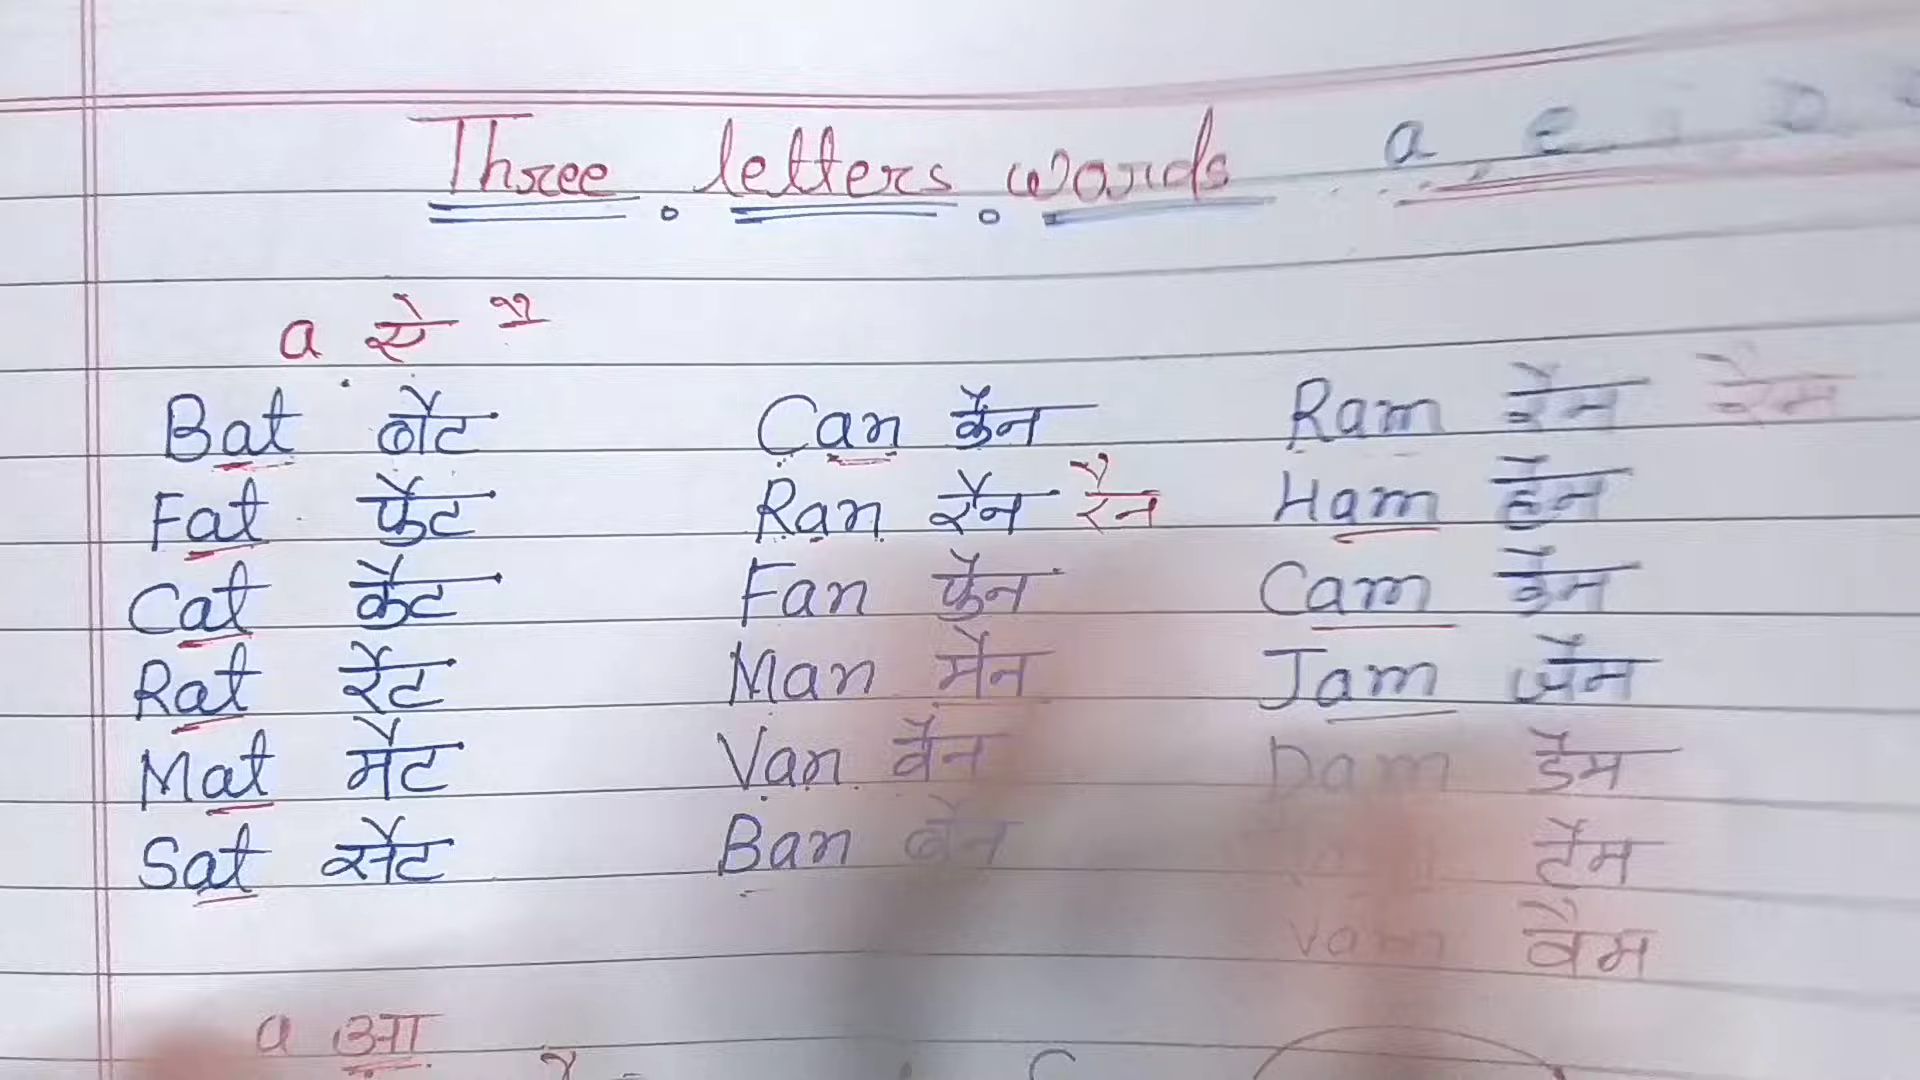 Three letters words a e
a ये
Bat बैट Can कैन Ram रैम रैम
Fat फैट Ran रैन रैन Ham हैम
Cat कैट Fan फैन Cam कैम
Rat रैट Man मैन Jam जैम
Mat मैट Van वैन Dam डैम
Sat सैट Ban बैन टैम
Vam वैम
a आ